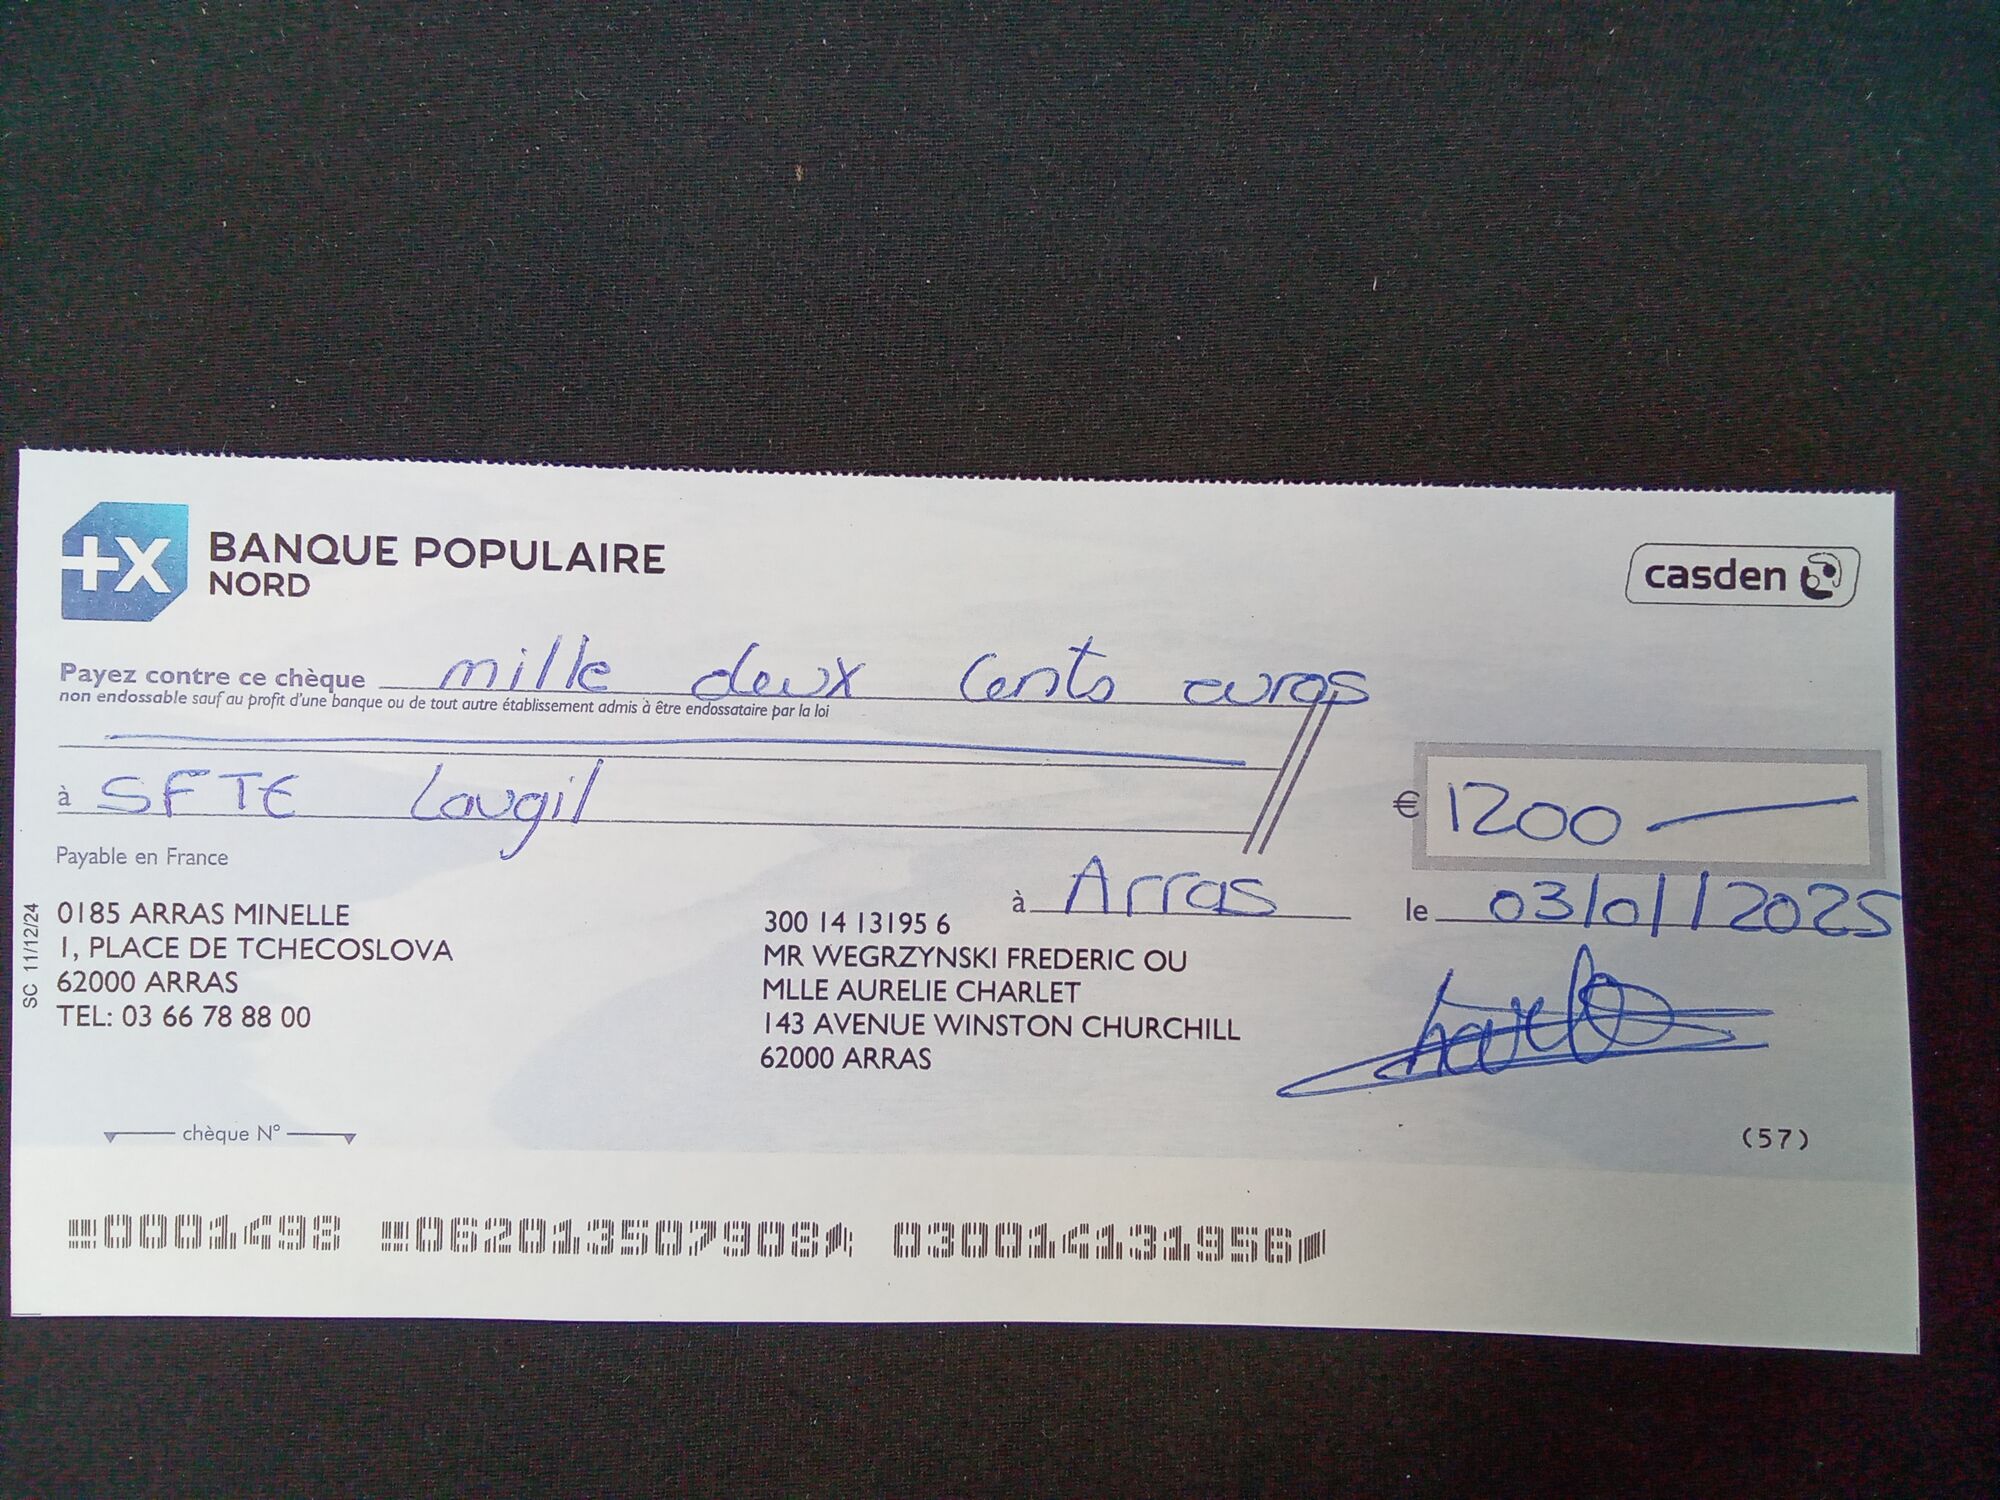 +X BANQUE POPULAIRE
NORD
casden
Payez contre ce chèque mille deux cents euros
non endossable sauf au profit d'une banque ou de tout autre établissement admis à être endossataire par la loi
à SFTE Lougil
€ 1200
Payable en France
à Arras le 03/01/2025
SC 11/12/24
0185 ARRAS MINELLE
1, PLACE DE TCHECOSLOVA
62000 ARRAS
TEL: 03 66 78 88 00
300 14 13195 6
MR WEGRZYNSKI FREDERIC OU
MLLE AURELIE CHARLET
143 AVENUE WINSTON CHURCHILL
62000 ARRAS
chèque N°
(57)
0001498 062013507908 030014131956